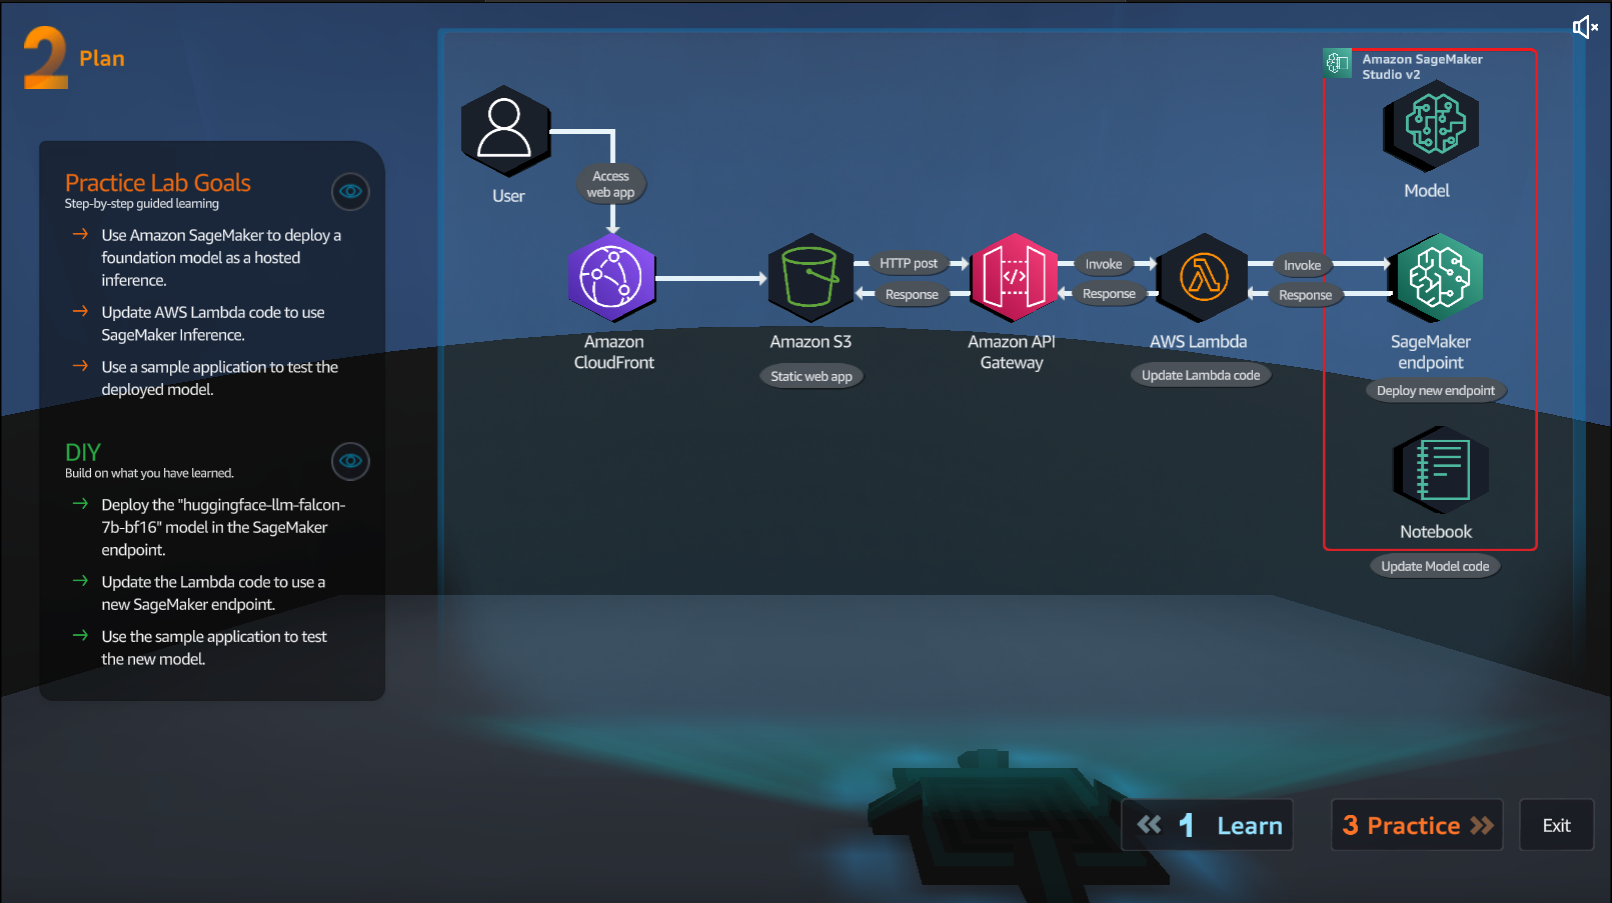 2 Plan
Practice Lab Goals
Step-by-step guided learning
Use Amazon SageMaker to deploy a
foundation model as a hosted
inference.
Update AWS Lambda code to use
SageMaker Inference.
Use a sample application to test the
deployed model.
DIY
Build on what you have learned.
Deploy the "huggingface-llm-falcon-
7b-bf16" model in the SageMaker
endpoint.
Update the Lambda code to use a
new SageMaker endpoint.
Use the sample application to test
the new model.
User
Access
web app
Amazon
CloudFront
Amazon S3
Static web app
HTTP post
Response
Amazon API
Gateway
Invoke
Response
AWS Lambda
Update Lambda code
Invoke
Response
Amazon SageMaker
Studio v2
Model
SageMaker
endpoint
Deploy new endpoint
Notebook
Update Model code
1 Learn
3 Practice
Exit